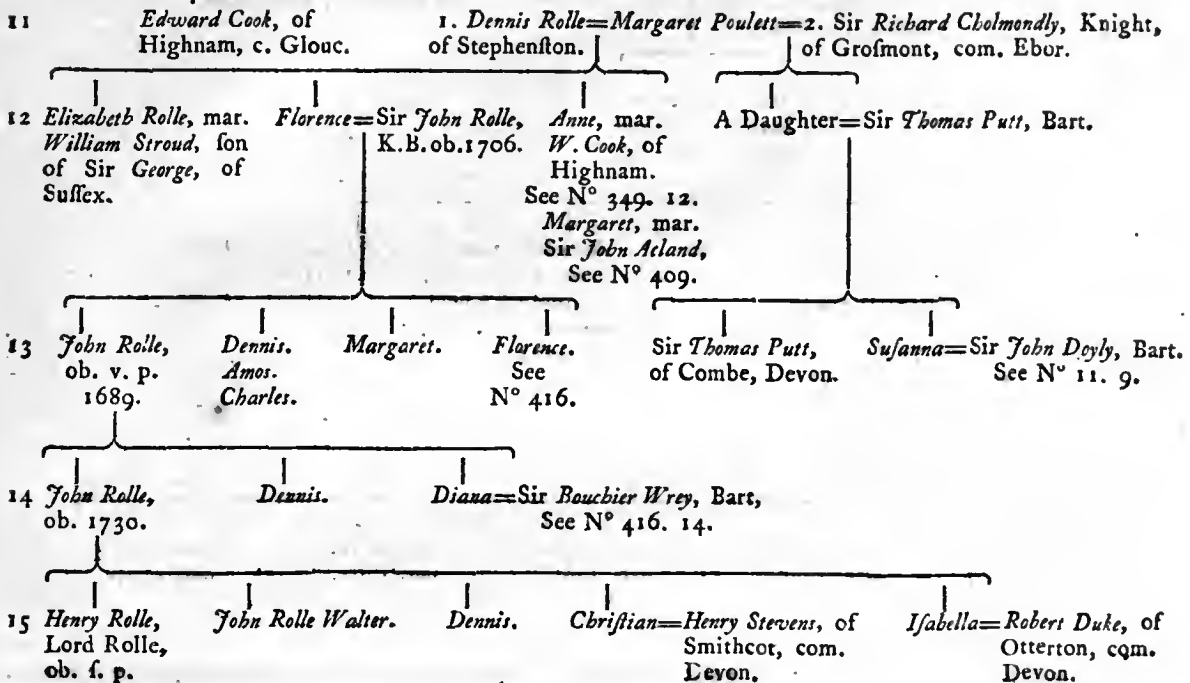 11 Edward Cook, of 1. Dennis Rolle=Margaret Poulett=2. Sir Richard Cholmondly, Knight,
Highnam, c. Glouc. of Stephenſton. of Groſmont, com. Ebor.
12 Elizabeth Rolle, mar. Florence=Sir John Rolle, Anne, mar. A Daughter=Sir Thomas Putt, Bart.
William Stroud, ſon K.B. ob. 1706. W. Cook, of
of Sir George, of Highnam.
Suſſex. See N° 349. 12.
Margaret, mar.
Sir John Acland,
See N° 409.
13 John Rolle, Dennis. Margaret. Florence. Sir Thomas Putt, Suſanna=Sir John Doyly, Bart.
ob. v. p. Amos. See of Combe, Devon. See N° 11. 9.
1689. Charles. N° 416.
14 John Rolle, Dennis. Diana=Sir Bouchier Wrey, Bart,
ob. 1730. See N° 416. 14.
15 Henry Rolle, John Rolle Walter. Dennis. Chriſtian=Henry Stevens, of Iſabella=Robert Duke, of
Lord Rolle, Smithcot, com. Otterton, com.
ob. ſ. p. Devon. Devon.